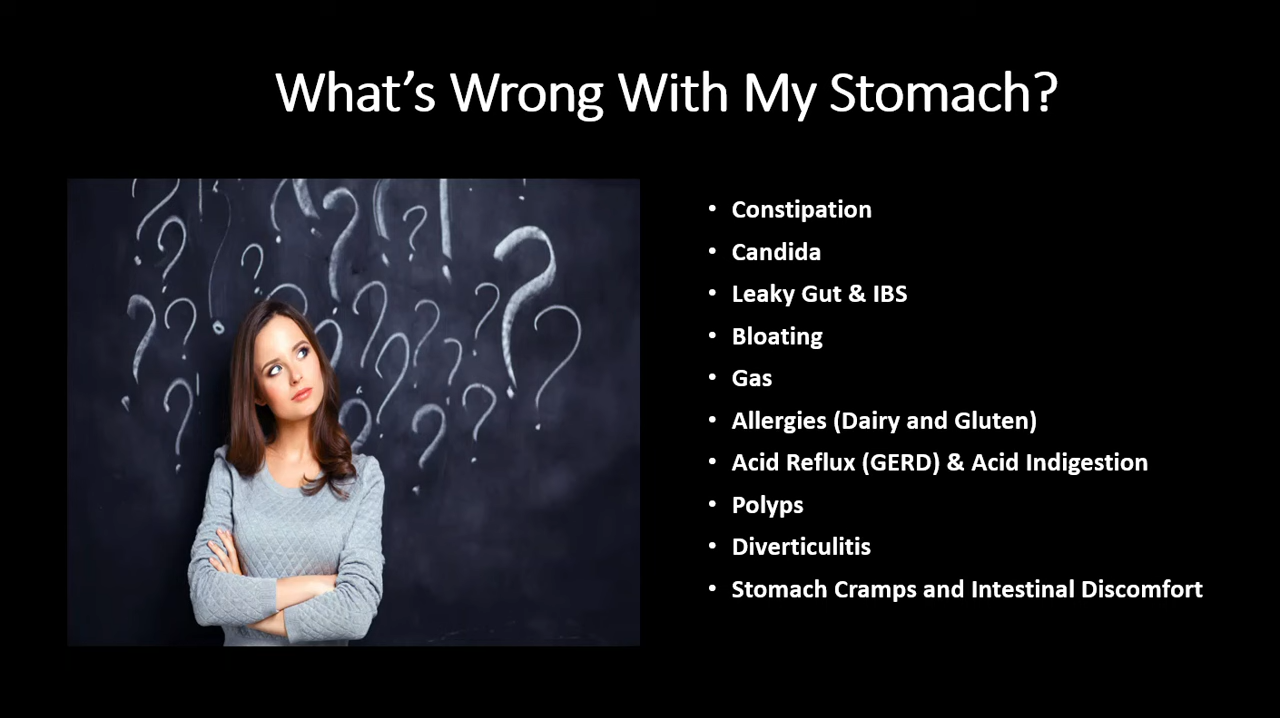 What's Wrong With My Stomach?
• Constipation
• Candida
• Leaky Gut & IBS
• Bloating
• Gas
• Allergies (Dairy and Gluten)
• Acid Reflux (GERD) & Acid Indigestion
• Polyps
• Diverticulitis
• Stomach Cramps and Intestinal Discomfort